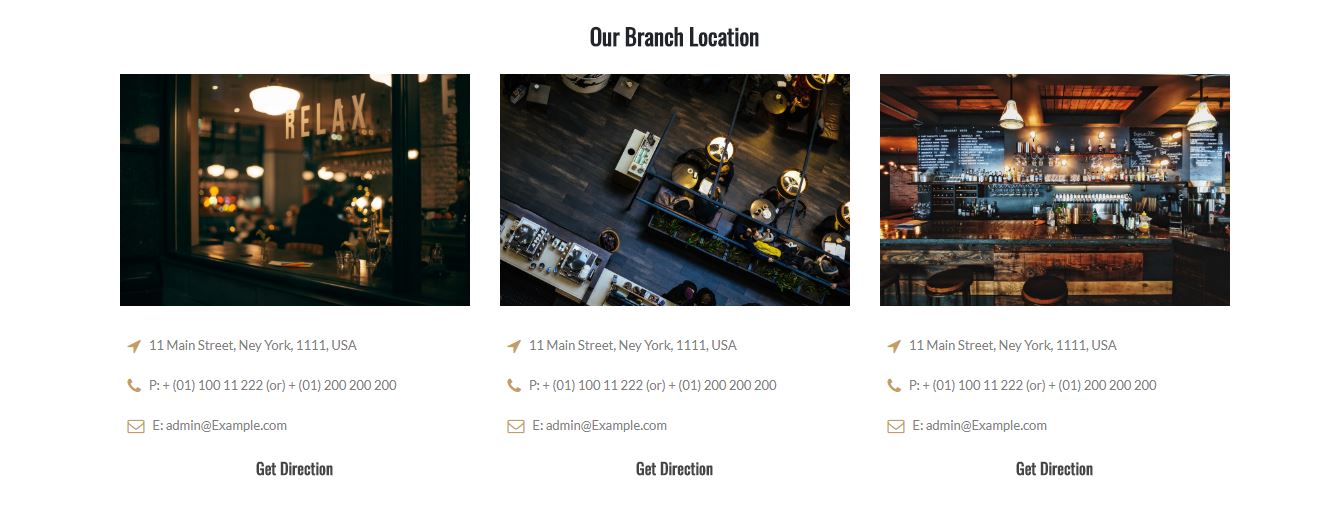 Our Branch Location
RELAX
11 Main Street, Ney York, 1111, USA
P: + (01) 100 11 222 (or) + (01) 200 200 200
E: admin@Example.com
Get Direction
11 Main Street, Ney York, 1111, USA
P: + (01) 100 11 222 (or) + (01) 200 200 200
E: admin@Example.com
Get Direction
11 Main Street, Ney York, 1111, USA
P: + (01) 100 11 222 (or) + (01) 200 200 200
E: admin@Example.com
Get Direction